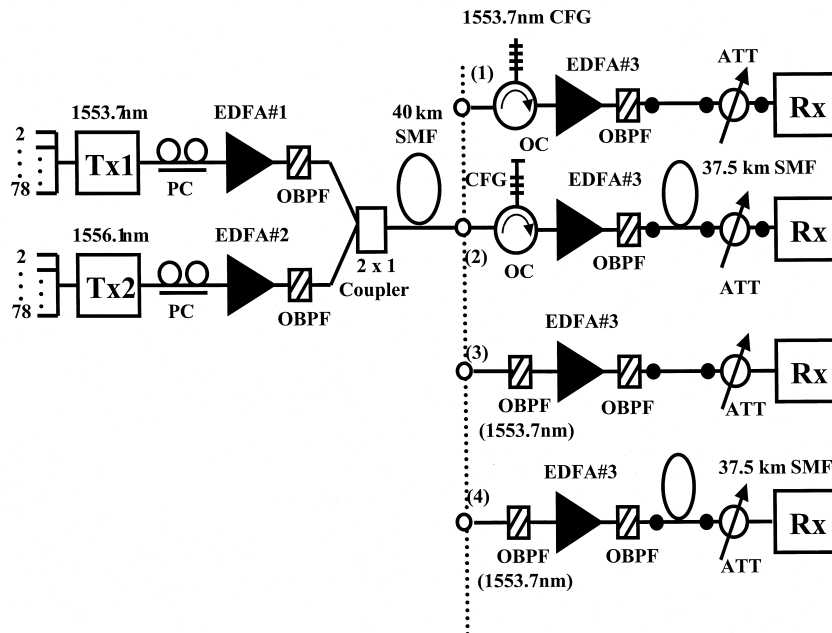 1553.7nm CFG
(1)
EDFA#3
ATT
OBPF
OC
Rx
1553.7nm
EDFA#1
40 km
SMF
2
78
Tx1
PC
OBPF
CFG
EDFA#3
37.5 km SMF
(2)
OC
OBPF
ATT
Rx
1556.1nm
EDFA#2
2 x 1
Coupler
2
78
Tx2
PC
OBPF
(3)
EDFA#3
OBPF
(1553.7nm)
OBPF
ATT
Rx
(4)
EDFA#3
37.5 km SMF
OBPF
(1553.7nm)
OBPF
ATT
Rx